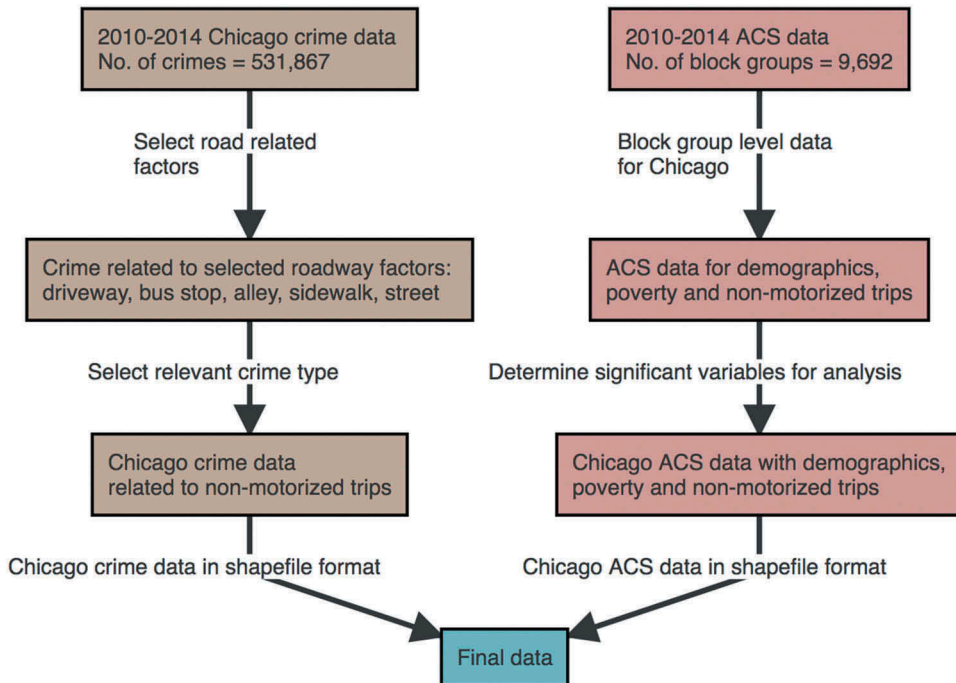 2010-2014 Chicago crime data
No. of crimes = 531,867
2010-2014 ACS data
No. of block groups = 9,692
Select road related
factors
Block group level data
for Chicago
Crime related to selected roadway factors:
driveway, bus stop, alley, sidewalk, street
ACS data for demographics,
poverty and non-motorized trips
Select relevant crime type
Determine significant variables for analysis
Chicago crime data
related to non-motorized trips
Chicago ACS data with demographics,
poverty and non-motorized trips
Chicago crime data in shapefile format
Chicago ACS data in shapefile format
Final data